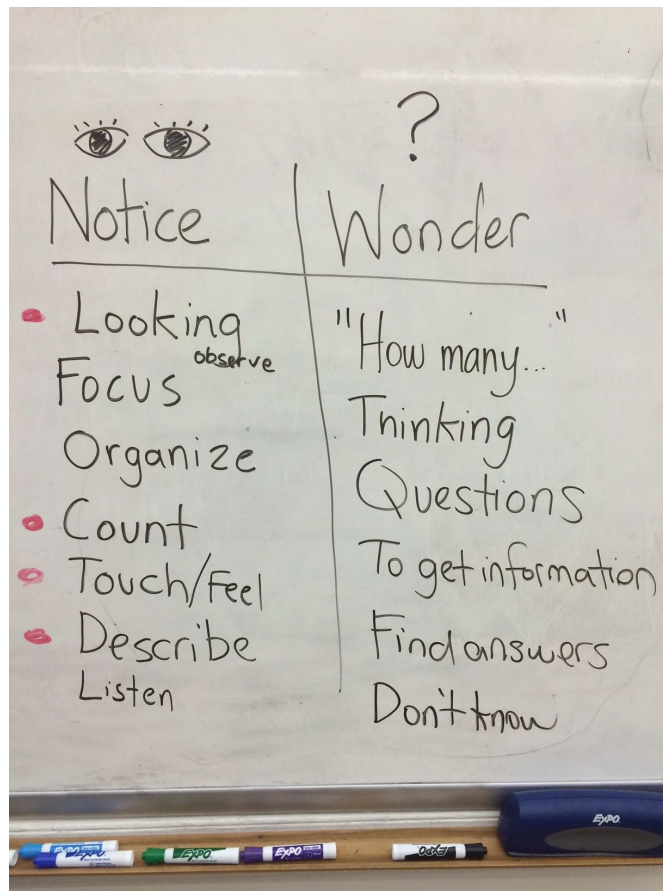 ?
Notice
Wonder
Looking
observe
Focus
Organize
Count
Touch/Feel
Describe
Listen
"How many..."
Thinking
Questions
To get information
Find answers
Don't know
EXPO
EXPO
EXPO
EXPO